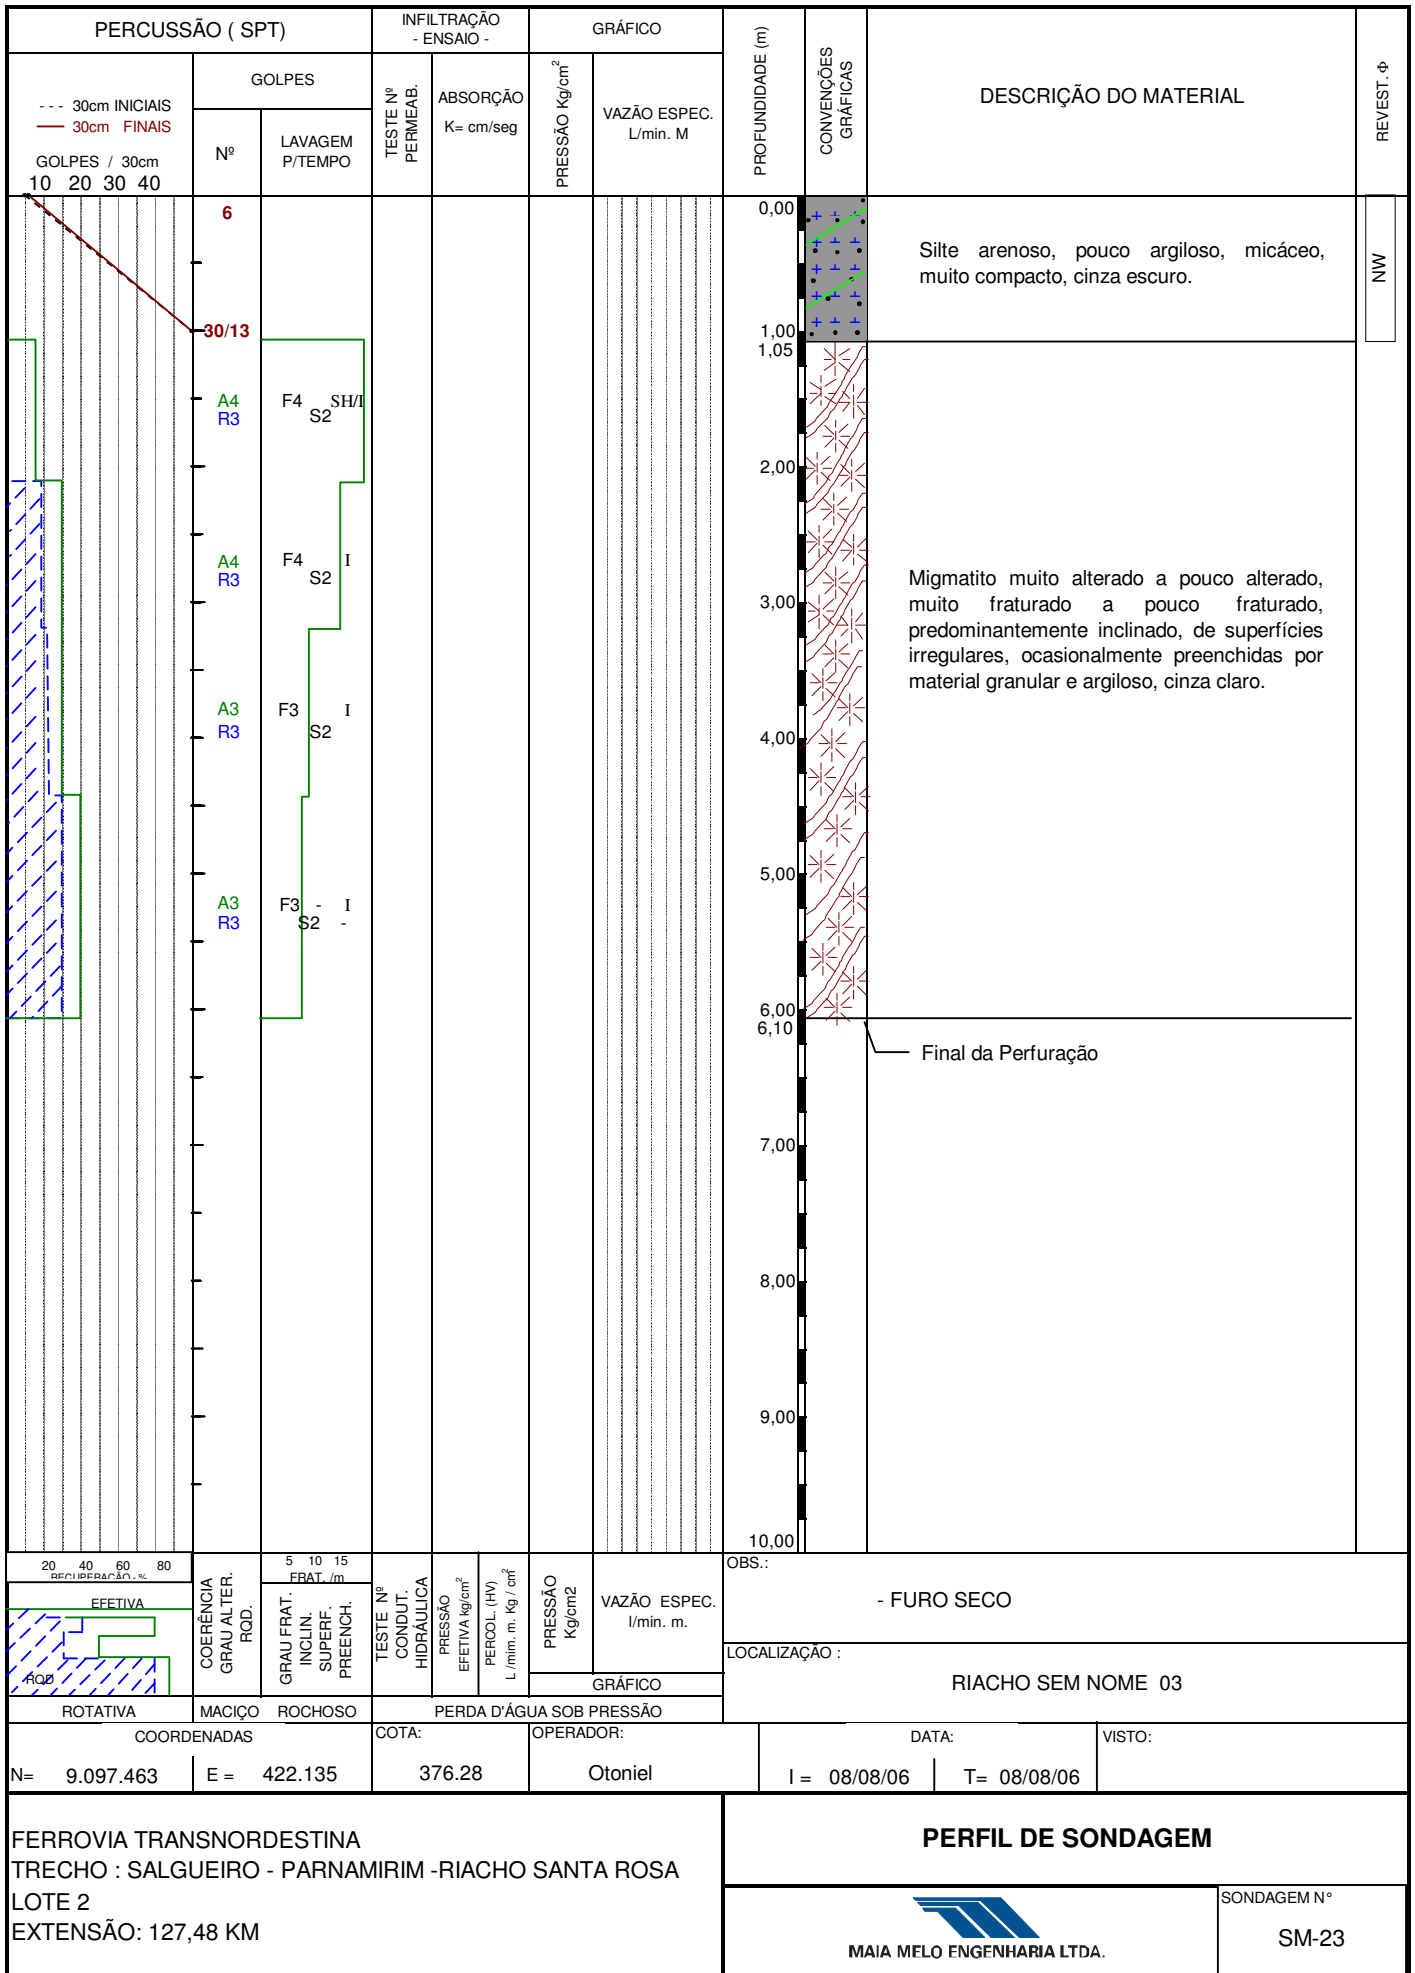 PERCUSSÃO ( SPT)
INFILTRAÇÃO
- ENSAIO -
GRÁFICO
PROFUNDIDADE (m)
CONVENÇÕES
GRÁFICAS
DESCRIÇÃO DO MATERIAL
REVEST. Φ
--- 30cm INICIAIS
30cm FINAIS
GOLPES / 30cm
10 20 30 40
GOLPES
Nº
LAVAGEM
P/TEMPO
TESTE Nº
PERMEAB.
ABSORÇÃO
K= cm/seg
PRESSÃO Kg/cm²
VAZÃO ESPEC.
L/min. M
6
0,00
Silte arenoso, pouco argiloso, micáceo,
muito compacto, cinza escuro.
NW
30/13
1,00
1,05
A4
R3
F4 SH/I
S2
2,00
A4
R3
F4 I
S2
3,00
Migmatito muito alterado a pouco alterado,
muito fraturado a pouco fraturado,
predominantemente inclinado, de superfícies
irregulares, ocasionalmente preenchidas por
material granular e argiloso, cinza claro.
A3
R3
F3 I
S2
4,00
5,00
A3
R3
F3 - I
S2 -
6,00
6,10
Final da Perfuração
7,00
8,00
9,00
10,00
20 40 60 80
RECUPERAÇÃO - %
EFETIVA
RQD
ROTATIVA
COERÊNCIA
GRAU ALTER.
RQD.
MACIÇO ROCHOSO
5 10 15
FRAT. /m
GRAU FRAT.
INCLIN.
SUPERF.
PREENCH.
TESTE Nº
CONDUT.
HIDRÁULICA
PRESSÃO
EFETIVA kg/cm²
PERCOL. (HV)
L /min. m. Kg / cm²
PRESSÃO
Kg/cm2
VAZÃO ESPEC.
l/min. m.
GRÁFICO
PERDA D'ÁGUA SOB PRESSÃO
OBS.:
- FURO SECO
LOCALIZAÇÃO :
RIACHO SEM NOME 03
COORDENADAS
N= 9.097.463
E = 422.135
COTA:
376.28
OPERADOR:
Otoniel
DATA:
I = 08/08/06
T= 08/08/06
VISTO:
FERROVIA TRANSNORDESTINA
TRECHO : SALGUEIRO - PARNAMIRIM -RIACHO SANTA ROSA
LOTE 2
EXTENSÃO: 127,48 KM
PERFIL DE SONDAGEM
MAIA MELO ENGENHARIA LTDA.
SONDAGEM N°
SM-23